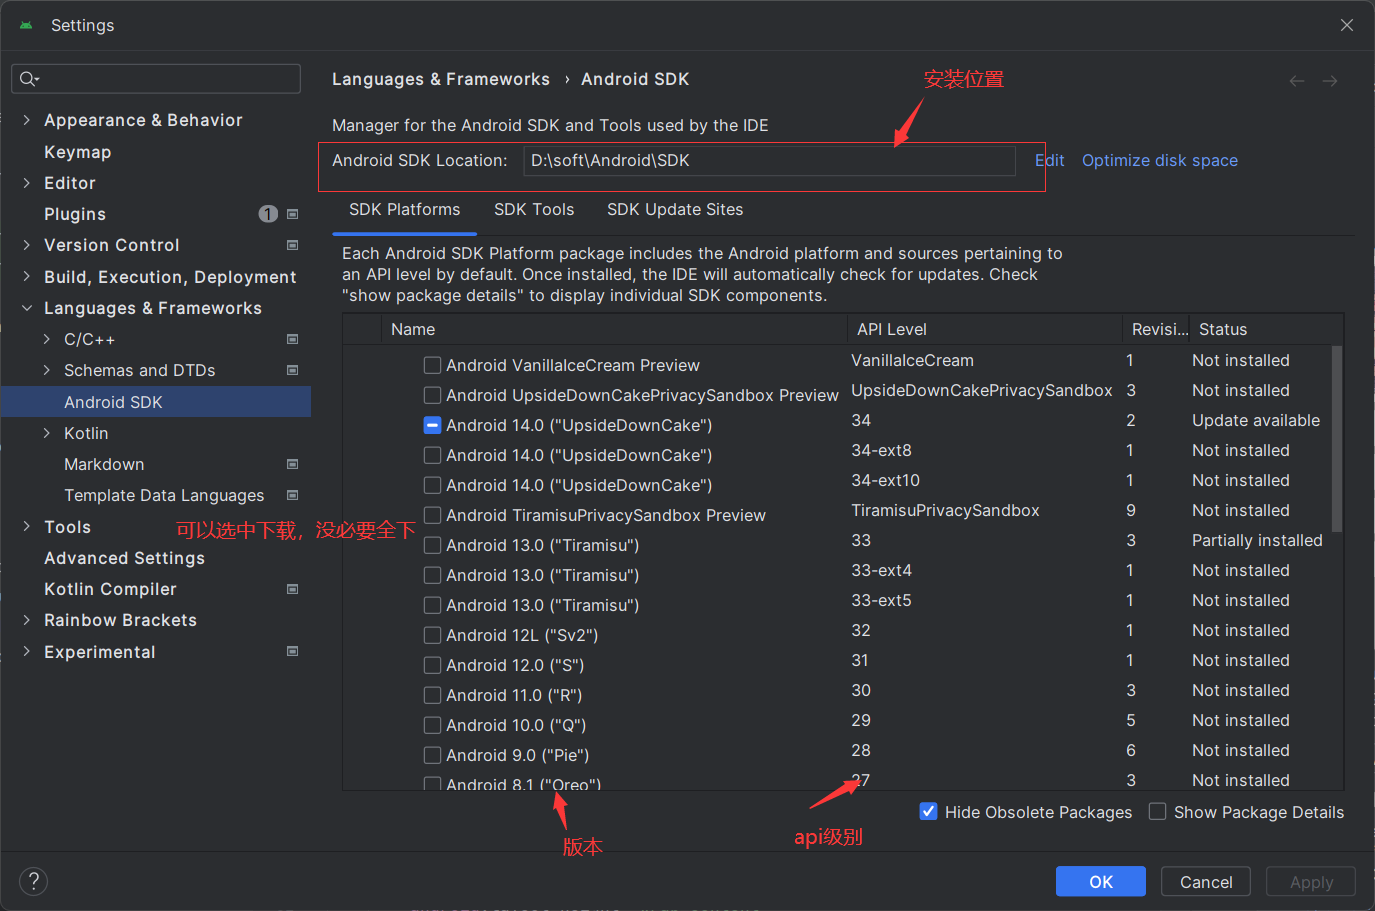 Settings
Languages & Frameworks › Android SDK
安装位置
Appearance & Behavior
Keymap
Editor
Plugins 1
Version Control
Build, Execution, Deployment
Languages & Frameworks
C/C++
Schemas and DTDs
Android SDK
Kotlin
Markdown
Template Data Languages
Tools
Advanced Settings
Kotlin Compiler
Rainbow Brackets
Experimental
Manager for the Android SDK and Tools used by the IDE
Android SDK Location: D:\soft\Android\SDK Edit Optimize disk space
SDK Platforms SDK Tools SDK Update Sites
Each Android SDK Platform package includes the Android platform and sources pertaining to
an API level by default. Once installed, the IDE will automatically check for updates. Check
"show package details" to display individual SDK components.
Name API Level Revisi... Status
Android VanillaIceCream Preview VanillaIceCream 1 Not installed
Android UpsideDownCakePrivacySandbox Preview UpsideDownCakePrivacySandbox 3 Not installed
Android 14.0 ("UpsideDownCake") 34 2 Update available
Android 14.0 ("UpsideDownCake") 34-ext8 1 Not installed
Android 14.0 ("UpsideDownCake") 34-ext10 1 Not installed
Android TiramisuPrivacySandbox Preview TiramisuPrivacySandbox 9 Not installed
可以选中下载，没必要全下
Android 13.0 ("Tiramisu") 33 3 Partially installed
Android 13.0 ("Tiramisu") 33-ext4 1 Not installed
Android 13.0 ("Tiramisu") 33-ext5 1 Not installed
Android 12L ("Sv2") 32 1 Not installed
Android 12.0 ("S") 31 1 Not installed
Android 11.0 ("R") 30 3 Not installed
Android 10.0 ("Q") 29 5 Not installed
Android 9.0 ("Pie") 28 6 Not installed
Android 8.1 ("Oreo") 27 3 Not installed
Hide Obsolete Packages Show Package Details
版本
api级别
? OK Cancel Apply